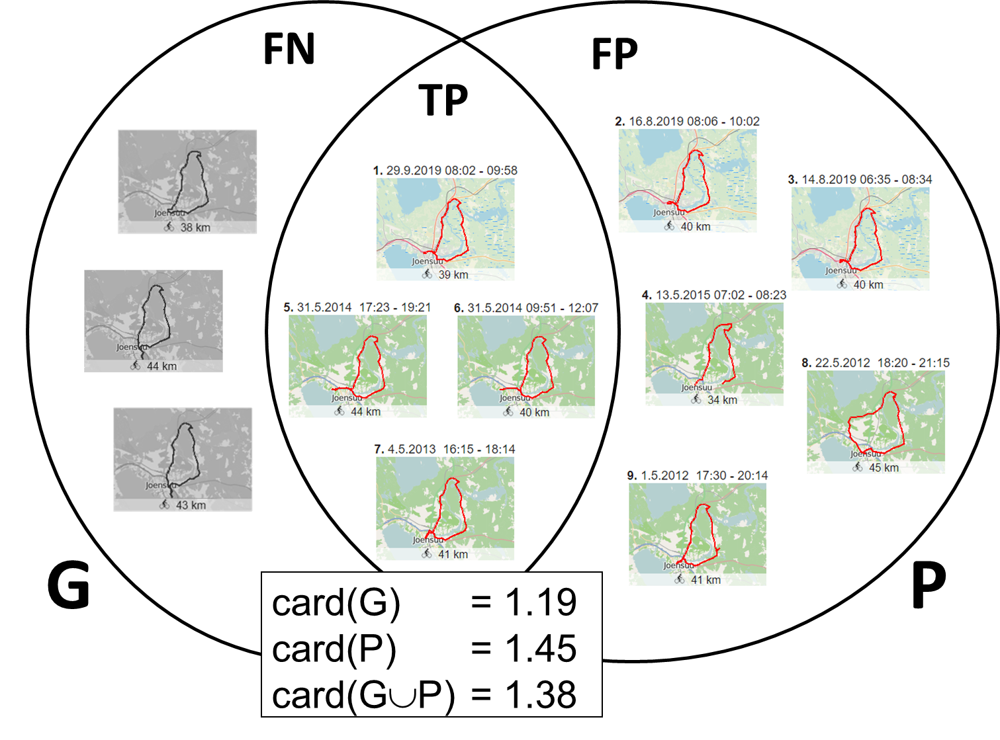 FN
FP
TP
2. 16.8.2019 08:06 - 10:02
Joensuu
40 km
1. 29.9.2019 08:02 - 09:58
Joensuu
39 km
3. 14.8.2019 06:35 - 08:34
Joensuu
40 km
Joensuu
38 km
4. 13.5.2015 07:02 - 08:23
Joensuu
34 km
5. 31.5.2014 17:23 - 19:21
Joensuu
44 km
6. 31.5.2014 09:51 - 12:07
Joensuu
40 km
Joensuu
44 km
8. 22.5.2012 18:20 - 21:15
Joensuu
45 km
7. 4.5.2013 16:15 - 18:14
Joensuu
41 km
Joensuu
43 km
9. 1.5.2012 17:30 - 20:14
Joensuu
41 km
G
P
card(G) = 1.19
card(P) = 1.45
card(G∪P) = 1.38